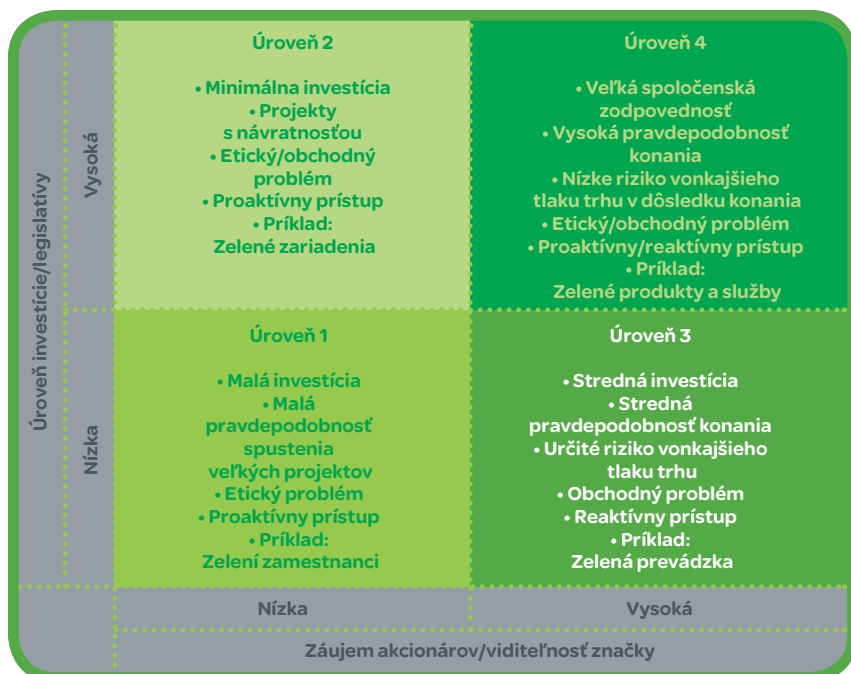 Úroveň investície/legislatívy
Vysoká
Nízka
Úroveň 2
• Minimálna investícia
• Projekty
s návratnosťou
• Etický/obchodný
problém
• Proaktívny prístup
• Príklad:
Zelené zariadenia
Úroveň 4
• Veľká spoločenská
zodpovednosť
• Vysoká pravdepodobnosť
konania
• Nízke riziko vonkajšieho
tlaku trhu v dôsledku konania
• Etický/obchodný problém
• Proaktívny/reaktívny prístup
• Príklad:
Zelené produkty a služby
Úroveň 1
• Malá investícia
• Malá
pravdepodobnosť
spustenia
veľkých projektov
• Etický problém
• Proaktívny prístup
• Príklad:
Zelení zamestnanci
Úroveň 3
• Stredná investícia
• Stredná
pravdepodobnosť konania
• Určité riziko vonkajšieho
tlaku trhu
• Obchodný problém
• Reaktívny prístup
• Príklad:
Zelená prevádzka
Nízka
Vysoká
Záujem akcionárov/viditeľnosť značky